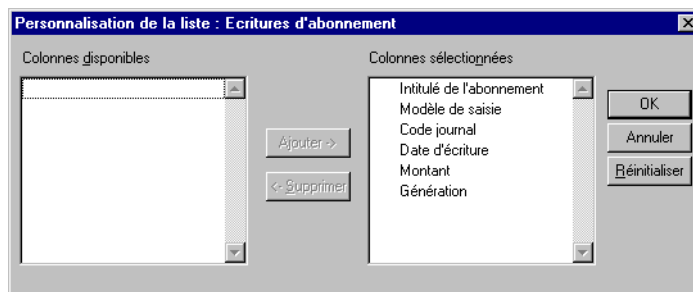 Personnalisation de la liste : Ecritures d'abonnement
Colonnes disponibles
Colonnes sélectionnées
Intitulé de l'abonnement
Modèle de saisie
Code journal
Date d'écriture
Montant
Génération
Ajouter ->
<- Supprimer
OK
Annuler
Réinitialiser